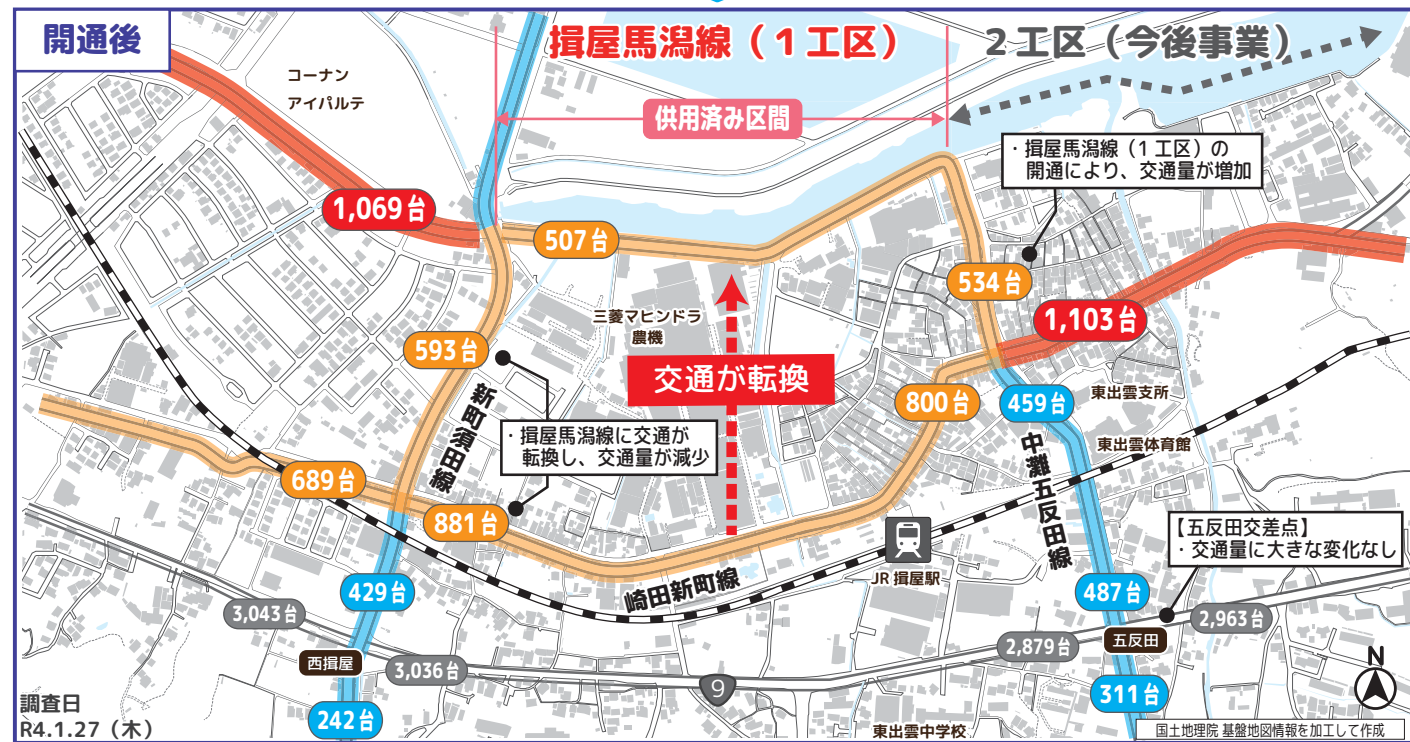 開通後
揖屋馬潟線（１工区）
２工区（今後事業）
コーナン
アイパルテ
供用済み区間
・揖屋馬潟線（１工区）の
開通により、交通量が増加
1,069台
507台
534台
三菱マヒンドラ
農機
1,103台
593台
交通が転換
新町須田線
800台
459台
東出雲支所
・揖屋馬潟線に交通が
転換し、交通量が減少
中灘五反田線
東出雲体育館
689台
881台
【五反田交差点】
・交通量に大きな変化なし
JR 揖屋駅
崎田新町線
429台
487台
3,043台
2,963台
2,879台
五反田
西揖屋
3,036台
9
N
調査日
R4.1.27（木）
242台
311台
東出雲中学校
国土地理院 基盤地図情報を加工して作成